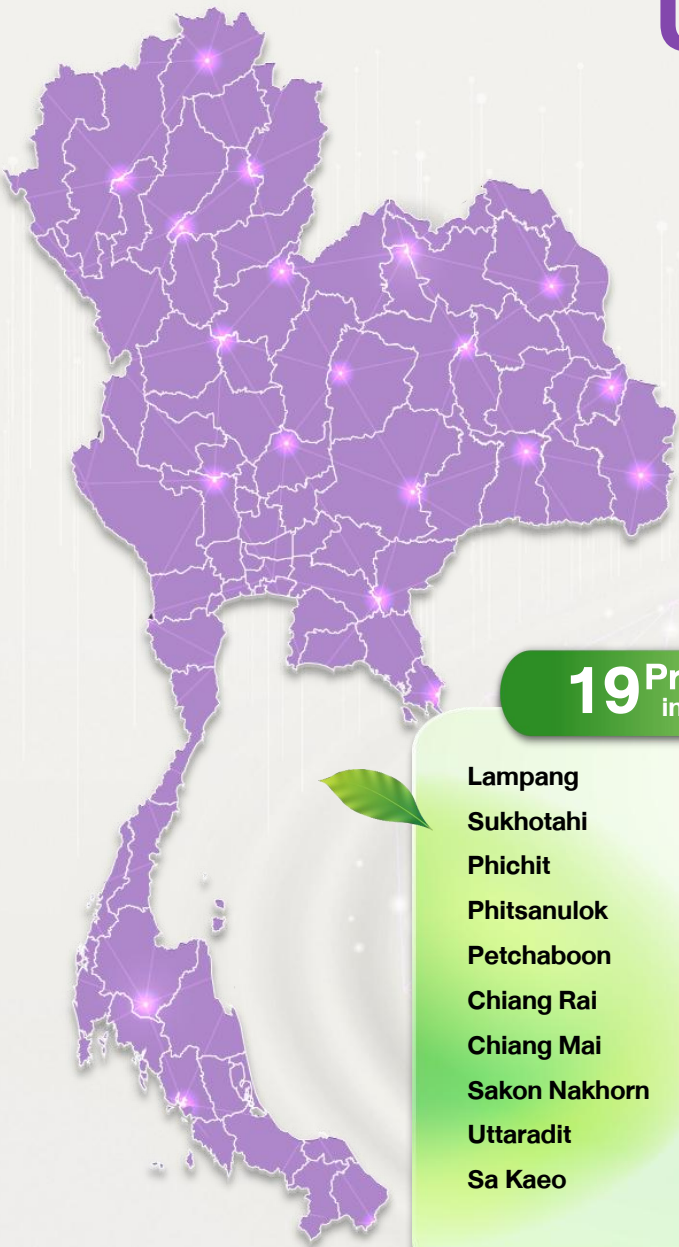 19
Lampang
Sukhotahi
Phichit
Phitsanulok
Petchaboon
Chiang Rai
Chiang Mai
Sakon Nakhorn
Uttaradit
Sa Kaeo